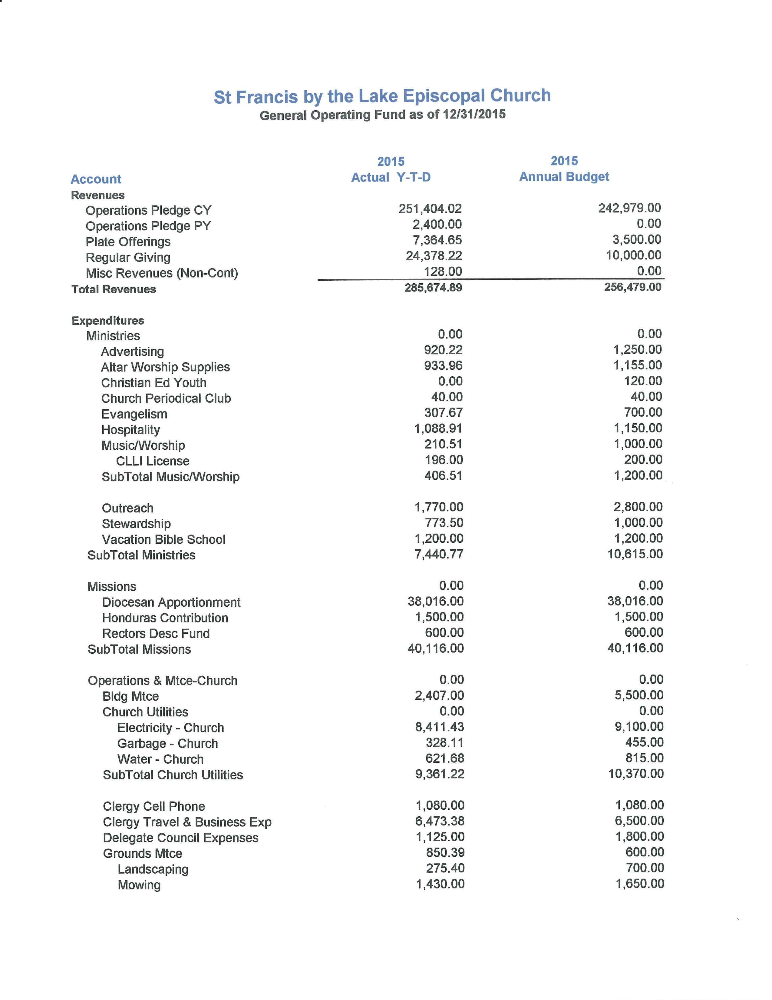 St Francis by the Lake Episcopal Church
General Operating Fund as of 12/31/2015
2015 2015
Account Actual Y-T-D Annual Budget
Revenues
Operations Pledge CY 251,404.02 242,979.00
Operations Pledge PY 2,400.00 0.00
Plate Offerings 7,364.65 3,500.00
Regular Giving 24,378.22 10,000.00
Misc Revenues (Non-Cont) 128.00 0.00
Total Revenues 285,674.89 256,479.00
Expenditures
Ministries 0.00 0.00
Advertising 920.22 1,250.00
Altar Worship Supplies 933.96 1,155.00
Christian Ed Youth 0.00 120.00
Church Periodical Club 40.00 40.00
Evangelism 307.67 700.00
Hospitality 1,088.91 1,150.00
Music/Worship 210.51 1,000.00
CLLI License 196.00 200.00
SubTotal Music/Worship 406.51 1,200.00
Outreach 1,770.00 2,800.00
Stewardship 773.50 1,000.00
Vacation Bible School 1,200.00 1,200.00
SubTotal Ministries 7,440.77 10,615.00
Missions 0.00 0.00
Diocesan Apportionment 38,016.00 38,016.00
Honduras Contribution 1,500.00 1,500.00
Rectors Desc Fund 600.00 600.00
SubTotal Missions 40,116.00 40,116.00
Operations & Mtce-Church 0.00 0.00
Bldg Mtce 2,407.00 5,500.00
Church Utilities 0.00 0.00
Electricity - Church 8,411.43 9,100.00
Garbage - Church 328.11 455.00
Water - Church 621.68 815.00
SubTotal Church Utilities 9,361.22 10,370.00
Clergy Cell Phone 1,080.00 1,080.00
Clergy Travel & Business Exp 6,473.38 6,500.00
Delegate Council Expenses 1,125.00 1,800.00
Grounds Mtce 850.39 600.00
Landscaping 275.40 700.00
Mowing 1,430.00 1,650.00